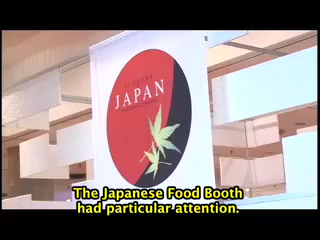 JAPAN
The Japanese Food Booth
had particular attention.